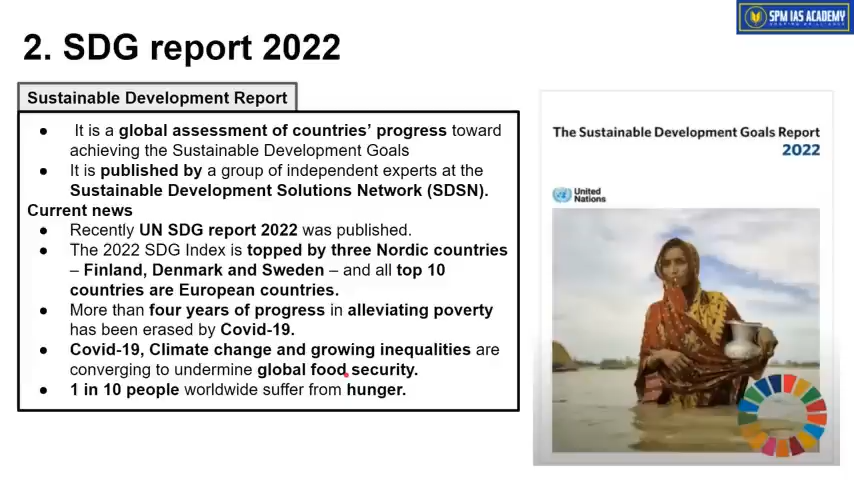 SPM IAS ACADEMY
2. SDG report 2022
Sustainable Development Report
● It is a global assessment of countries’ progress toward
achieving the Sustainable Development Goals
● It is published by a group of independent experts at the
Sustainable Development Solutions Network (SDSN).
Current news
● Recently UN SDG report 2022 was published.
● The 2022 SDG Index is topped by three Nordic countries
– Finland, Denmark and Sweden – and all top 10
countries are European countries.
● More than four years of progress in alleviating poverty
has been erased by Covid-19.
● Covid-19, Climate change and growing inequalities are
converging to undermine global food security.
● 1 in 10 people worldwide suffer from hunger.
The Sustainable Development Goals Report
2022
United
Nations